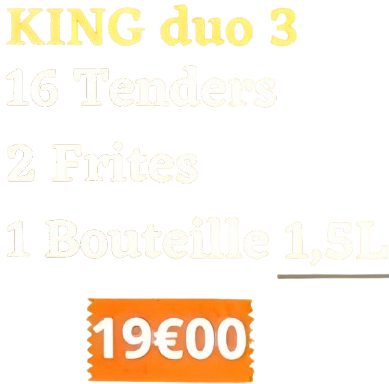 KING duo 3
16 Tenders
2 Frites
1 Bouteille 1,5L
19€00